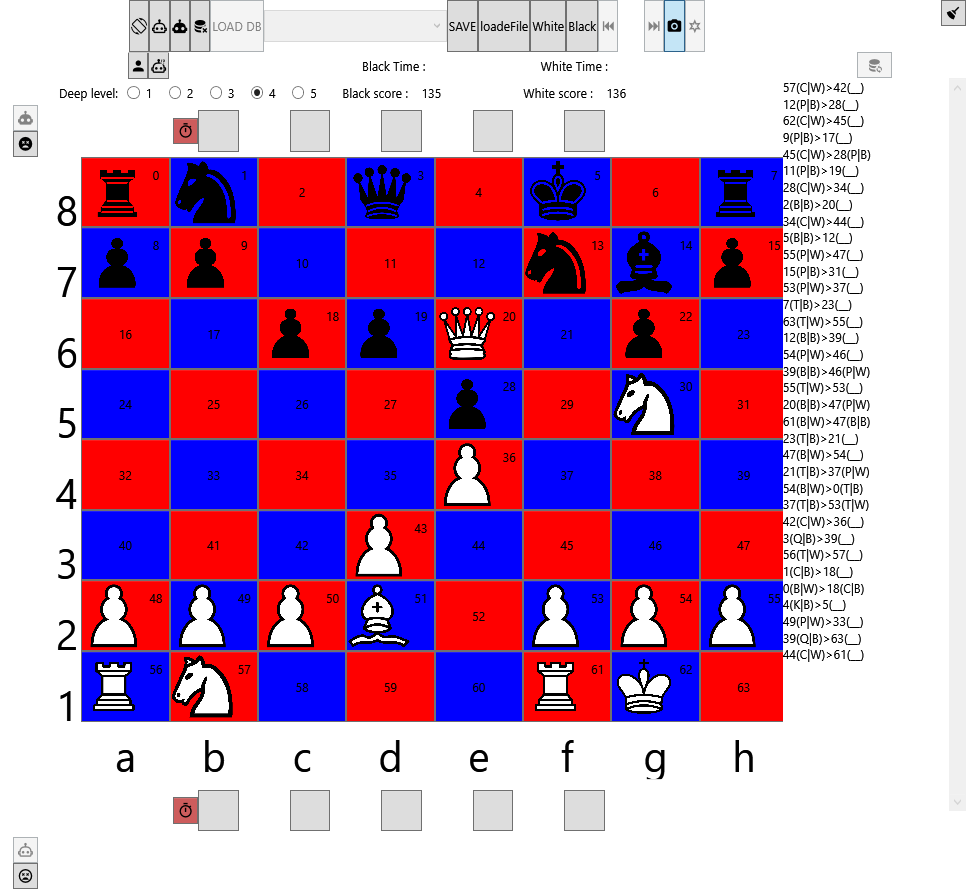 LOAD DB SAVE loadeFile White Black
Black Time : White Time :
Deep level: 1 2 3 4 5 Black score : 135 White score : 136
57(C|W)>42(__)
12(P|B)>28(__)
62(C|W)>45(__)
9(P|B)>17(__)
45(C|W)>28(P|B)
11(P|B)>19(__)
28(C|W)>34(__)
2(B|B)>20(__)
34(C|W)>44(__)
5(B|B)>12(__)
55(P|W)>47(__)
15(P|B)>31(__)
53(P|W)>37(__)
7(T|B)>23(__)
63(T|W)>55(__)
12(B|B)>39(__)
54(P|W)>46(__)
39(B|B)>46(P|W)
55(T|W)>53(__)
20(B|B)>47(P|W)
61(B|W)>47(B|B)
23(T|B)>21(__)
47(B|W)>54(__)
21(T|B)>37(P|W)
54(B|W)>0(T|B)
37(T|B)>53(T|W)
42(C|W)>36(__)
3(Q|B)>39(__)
56(T|W)>57(__)
1(C|B)>18(__)
0(B|W)>18(C|B)
4(K|B)>5(__)
49(P|W)>33(__)
39(Q|B)>63(__)
44(C|W)>61(__)
8 0 1 2 3 4 5 6 7
7 8 9 10 11 12 13 14 15
6 16 17 18 19 20 21 22 23
5 24 25 26 27 28 29 30 31
4 32 33 34 35 36 37 38 39
3 40 41 42 43 44 45 46 47
2 48 49 50 51 52 53 54 55
1 56 57 58 59 60 61 62 63
a b c d e f g h